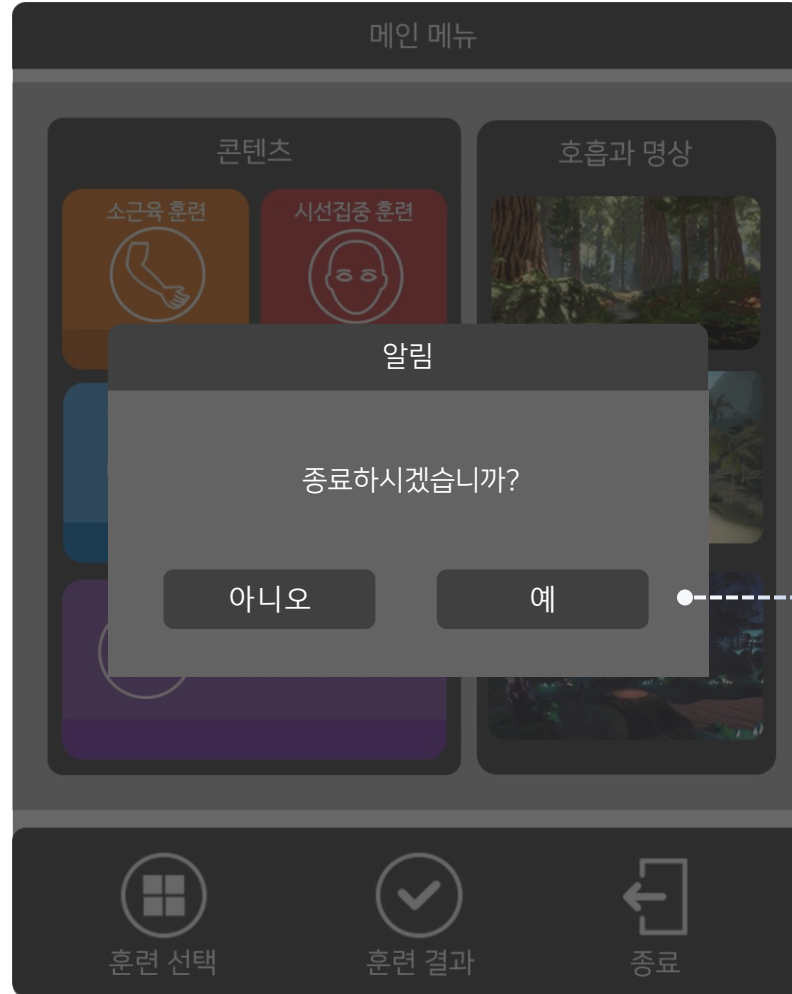 메인 메뉴
콘텐츠
호흡과 명상
소근육 훈련
시선집중 훈련
알림
종료하시겠습니까?
아니오
예
훈련 선택
훈련 결과
종료